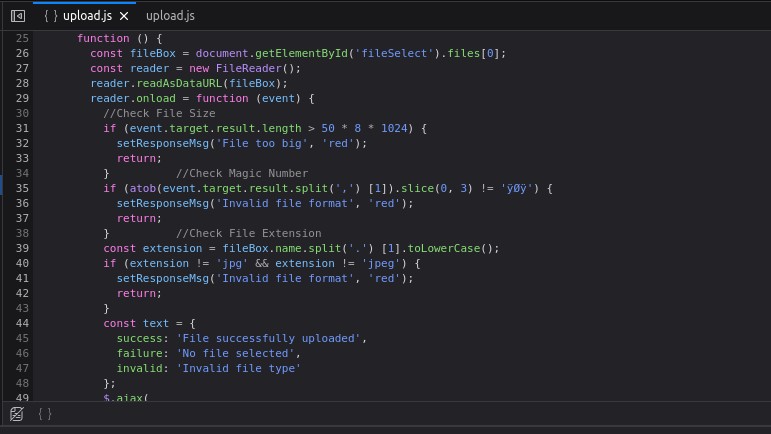 { } upload.js × upload.js
25 function () {
26 const fileBox = document.getElementById('fileSelect').files[0];
27 const reader = new FileReader();
28 reader.readAsDataURL(fileBox);
29 reader.onload = function (event) {
30 //Check File Size
31 if (event.target.result.length > 50 * 8 * 1024) {
32 setResponseMsg('File too big', 'red');
33 return;
34 } //Check Magic Number
35 if (atob(event.target.result.split(',') [1]).slice(0, 3) != 'ÿØÿ') {
36 setResponseMsg('Invalid file format', 'red');
37 return;
38 } //Check File Extension
39 const extension = fileBox.name.split('.') [1].toLowerCase();
40 if (extension != 'jpg' && extension != 'jpeg') {
41 setResponseMsg('Invalid file format', 'red');
42 return;
43 }
44 const text = {
45 success: 'File successfully uploaded',
46 failure: 'No file selected',
47 invalid: 'Invalid file type'
48 };
49 $.ajax(
{ }